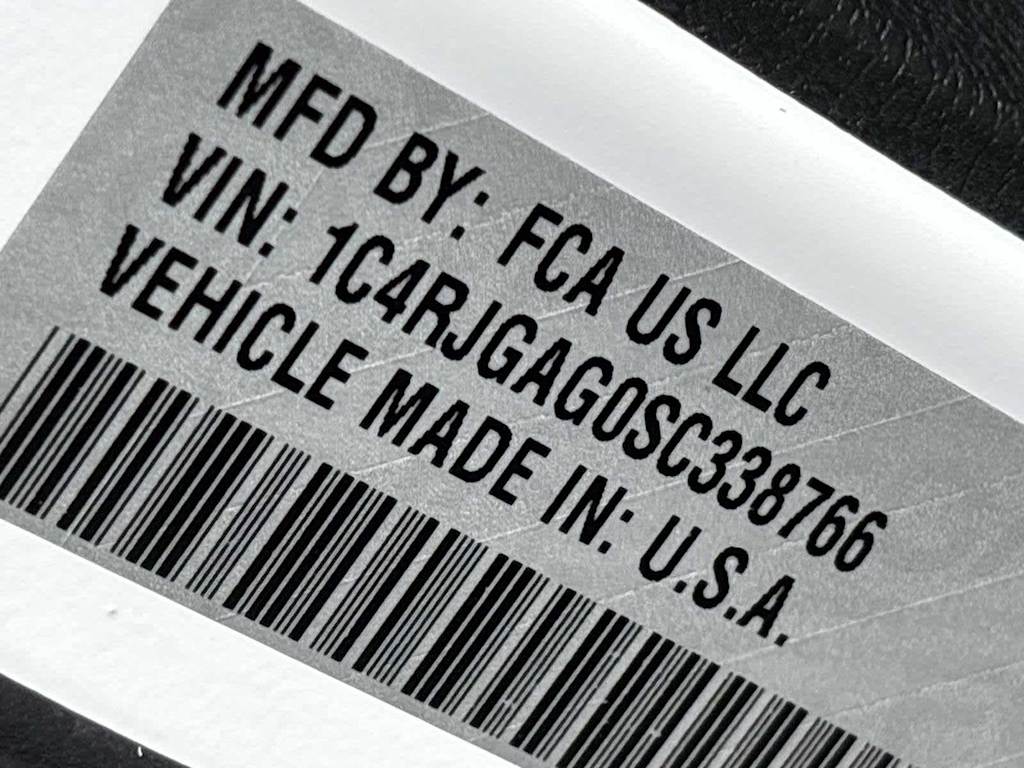 MFD BY: FCA US LLC
VIN: 1C4RJGAG0SC338766
VEHICLE MADE IN: U.S.A.